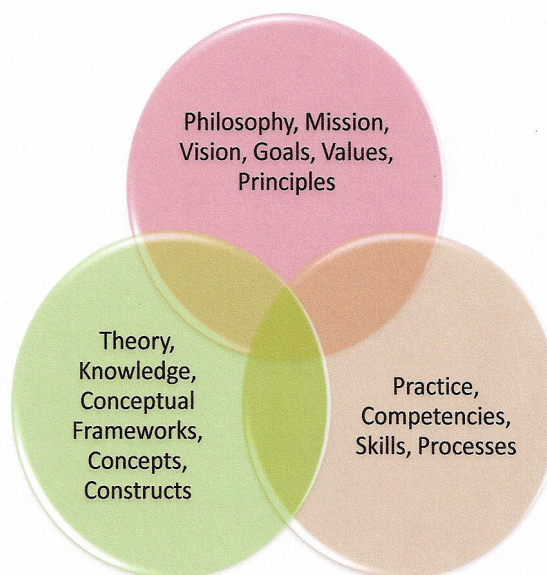 Philosophy, Mission,
Vision, Goals, Values,
Principles
Theory,
Knowledge,
Conceptual
Frameworks,
Concepts,
Constructs
Practice,
Competencies,
Skills, Processes